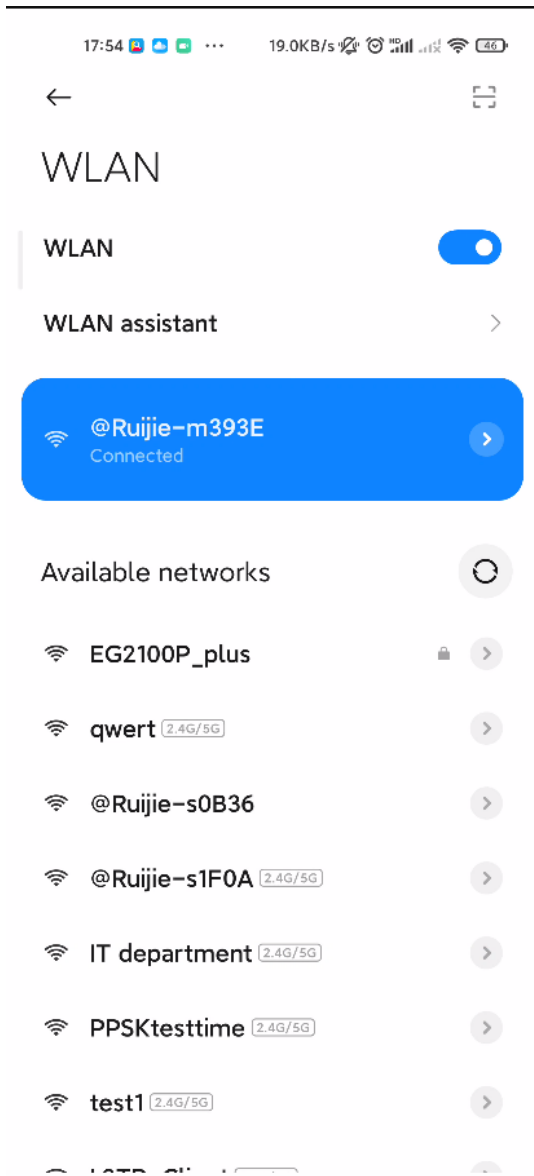 17:54 ··· 19.0KB/s HD 46
WLAN
WLAN
WLAN assistant
@Ruijie-m393E
Connected
Available networks
EG2100P_plus
qwert 2.4G/5G
@Ruijie-s0B36
@Ruijie-s1F0A 2.4G/5G
IT department 2.4G/5G
PPSKtesttime 2.4G/5G
test1 2.4G/5G